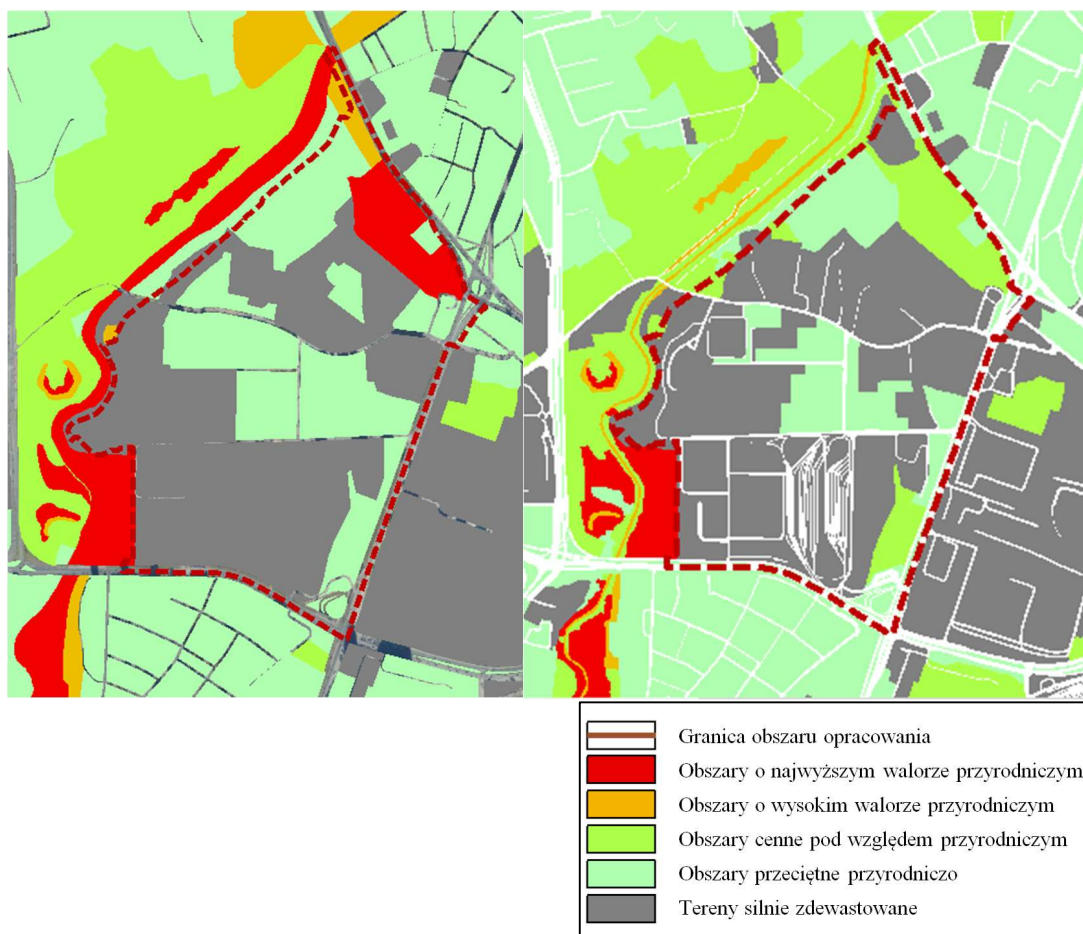 Granica obszaru opracowania
Obszary o najwyższym walorze przyrodniczym
Obszary o wysokim walorze przyrodniczym
Obszary cenne pod względem przyrodniczym
Obszary przeciętne przyrodniczo
Tereny silnie zdewastowane